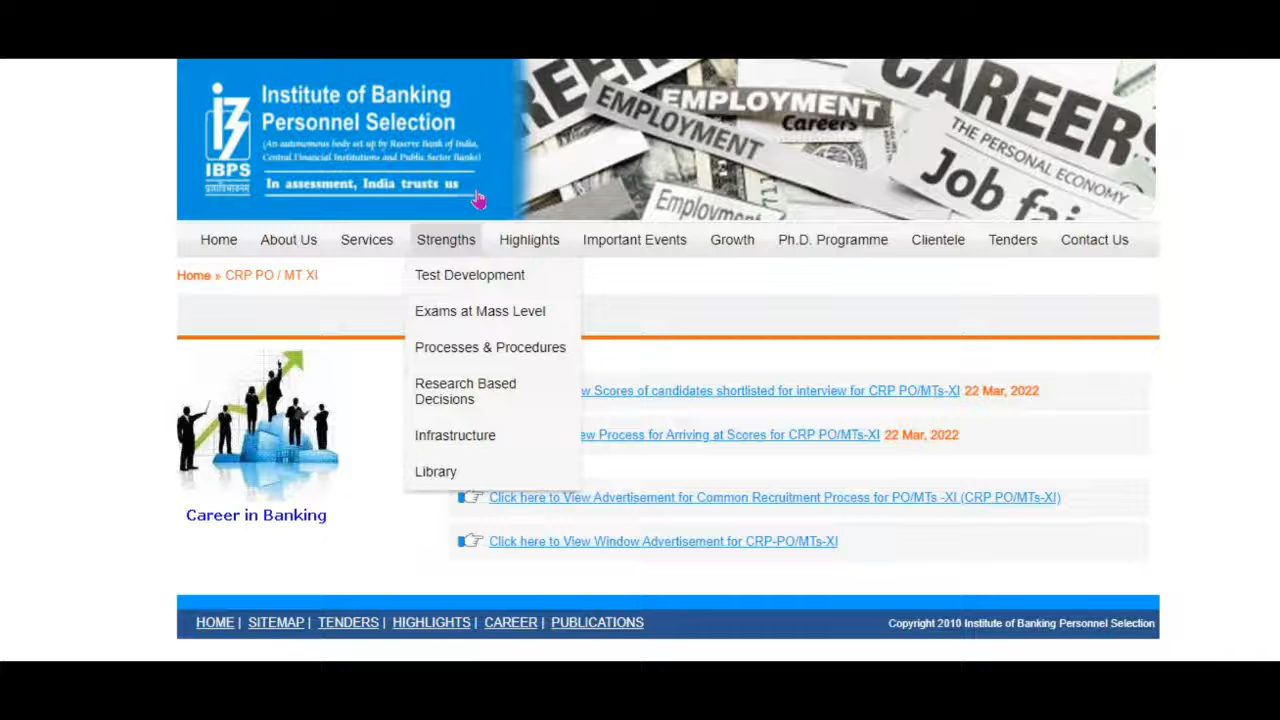 Institute of Banking
Personnel Selection
(An autonomous body set up by Reserve Bank of India,
Central Financial Institutions and Public Sector Banks)
IBPS
In assessment, India trusts us
CAREERS
EMPLOYMENT
EMPLOYMENT
Careers
THE PERSONAL ECONOMY
Job fai
Employment
Home About Us Services Strengths Highlights Important Events Growth Ph.D. Programme Clientele Tenders Contact Us
Home » CRP PO / MT XI
Test Development
Exams at Mass Level
Processes & Procedures
Research Based
Decisions
Infrastructure
Library
w Scores of candidates shortlisted for interview for CRP PO/MTs-XI 22 Mar, 2022
ew Process for Arriving at Scores for CRP PO/MTs-XI 22 Mar, 2022
Click here to View Advertisement for Common Recruitment Process for PO/MTs -XI (CRP PO/MTs-XI)
Click here to View Window Advertisement for CRP-PO/MTs-XI
Career in Banking
HOME | SITEMAP | TENDERS | HIGHLIGHTS | CAREER | PUBLICATIONS
Copyright 2010 Institute of Banking Personnel Selection